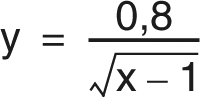 y = 0,8 / √(x − 1)